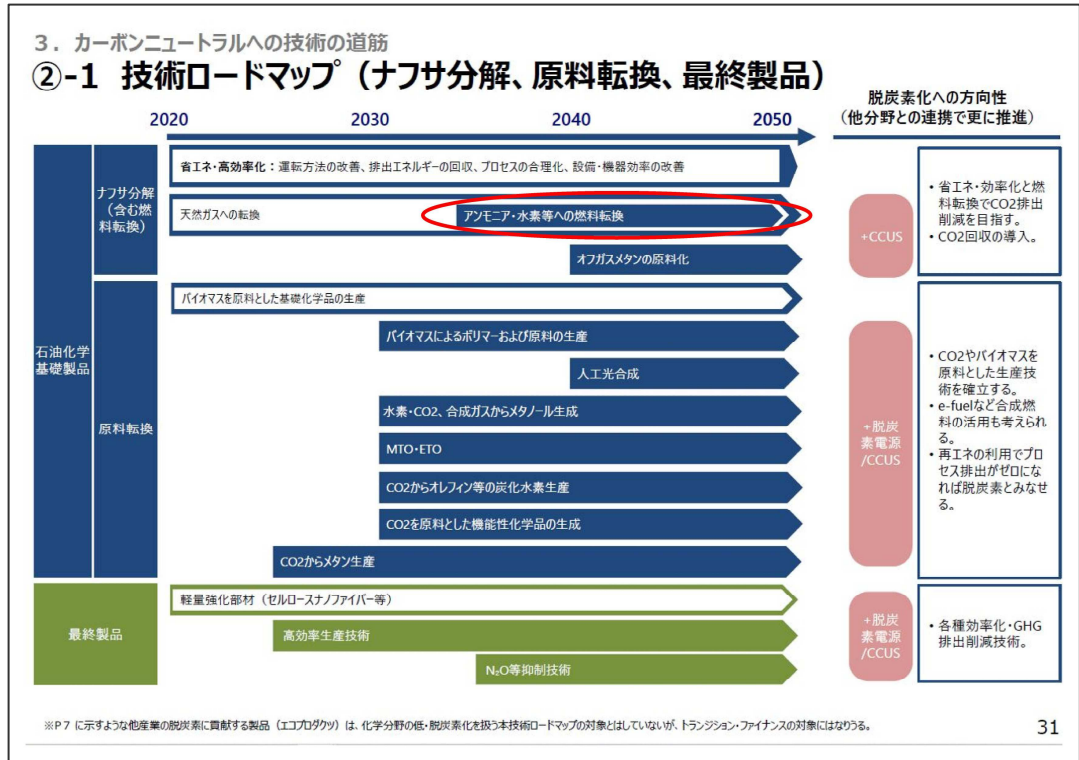 3．カーボンニュートラルへの技術の道筋
②-1 技術ロードマップ（ナフサ分解、原料転換、最終製品）
脱炭素化への方向性
（他分野との連携で更に推進）
2020
2030
2040
2050
石油化学
基礎製品
ナフサ分解
（含む燃
料転換）
省エネ・高効率化：運転方法の改善、排出エネルギーの回収、プロセスの合理化、設備・機器効率の改善
天然ガスへの転換
アンモニア・水素等への燃料転換
オフガスメタンの原料化
+CCUS
• 省エネ・効率化と燃
料転換でCO2排出
削減を目指す。
• CO2回収の導入。
原料転換
バイオマスを原料とした基礎化学品の生産
バイオマスによるポリマーおよび原料の生産
人工光合成
水素・CO2、合成ガスからメタノール生成
MTO・ETO
CO2からオレフィン等の炭化水素生産
CO2を原料とした機能性化学品の生成
CO2からメタン生産
+脱炭
素電源
/CCUS
• CO2やバイオマスを
原料とした生産技
術を確立する。
• e-fuelなど合成燃
料の活用も考えられ
る。
• 再エネの利用でプロ
セス排出がゼロにな
れば脱炭素とみなせ
る。
最終製品
軽量強化部材（セルロースナノファイバー等）
高効率生産技術
N₂O等抑制技術
+脱炭
素電源
/CCUS
• 各種効率化・GHG
排出削減技術。
※P７に示すような他産業の脱炭素に貢献する製品（エコプロダクツ）は、化学分野の低・脱炭素化を扱う本技術ロードマップの対象とはしていないが、トランジション・ファイナンスの対象にはなりうる。
31